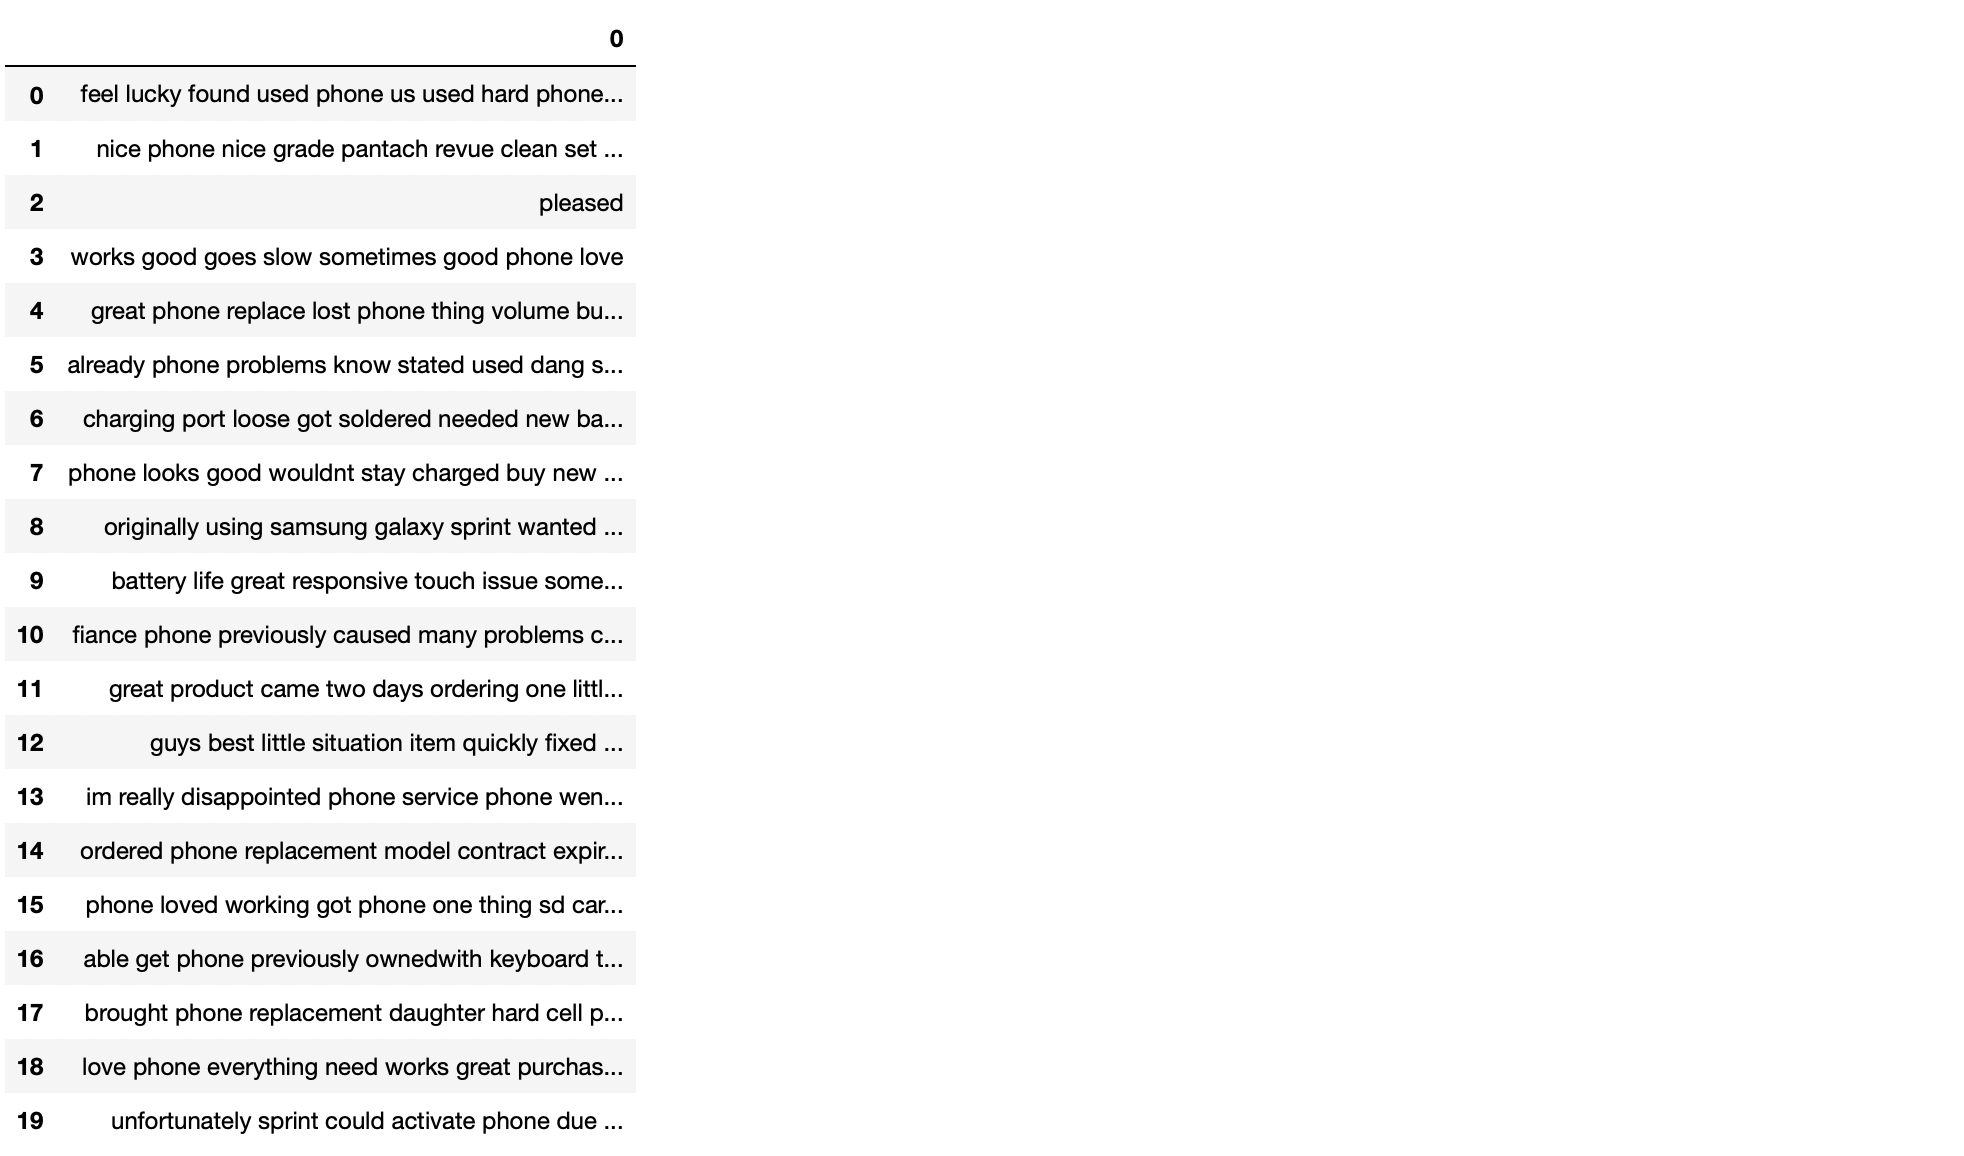 0
0 feel lucky found used phone us used hard phone...
1 nice phone nice grade pantach revue clean set ...
2 pleased
3 works good goes slow sometimes good phone love
4 great phone replace lost phone thing volume bu...
5 already phone problems know stated used dang s...
6 charging port loose got soldered needed new ba...
7 phone looks good wouldnt stay charged buy new ...
8 originally using samsung galaxy sprint wanted ...
9 battery life great responsive touch issue some...
10 fiance phone previously caused many problems c...
11 great product came two days ordering one littl...
12 guys best little situation item quickly fixed ...
13 im really disappointed phone service phone wen...
14 ordered phone replacement model contract expir...
15 phone loved working got phone one thing sd car...
16 able get phone previously ownedwith keyboard t...
17 brought phone replacement daughter hard cell p...
18 love phone everything need works great purchas...
19 unfortunately sprint could activate phone due ...